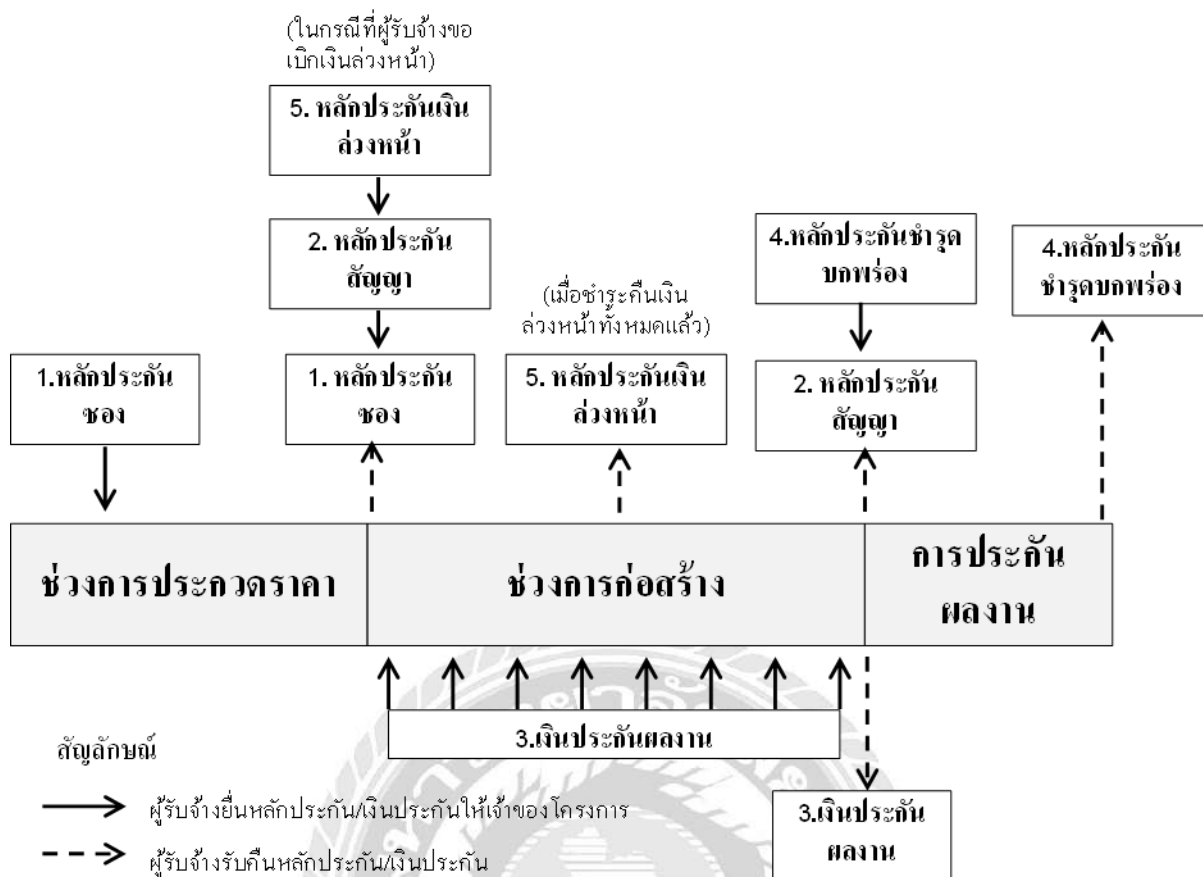 (ในกรณีที่ผู้รับจ้างขอ
เบิกเงินล่วงหน้า)
5. หลักประกันเงิน
ล่วงหน้า
2. หลักประกัน
สัญญา
4.หลักประกันชำรุด
บกพร่อง
4.หลักประกัน
ชำรุดบกพร่อง
(เมื่อชำระคืนเงิน
ล่วงหน้าทั้งหมดแล้ว)
1.หลักประกัน
ซอง
1. หลักประกัน
ซอง
5. หลักประกันเงิน
ล่วงหน้า
2. หลักประกัน
สัญญา
ช่วงการประกวดราคา
ช่วงการก่อสร้าง
การประกัน
ผลงาน
3.เงินประกันผลงาน
สัญลักษณ์
ผู้รับจ้างยื่นหลักประกัน/เงินประกันให้เจ้าของโครงการ
ผู้รับจ้างรับคืนหลักประกัน/เงินประกัน
3.เงินประกัน
ผลงาน